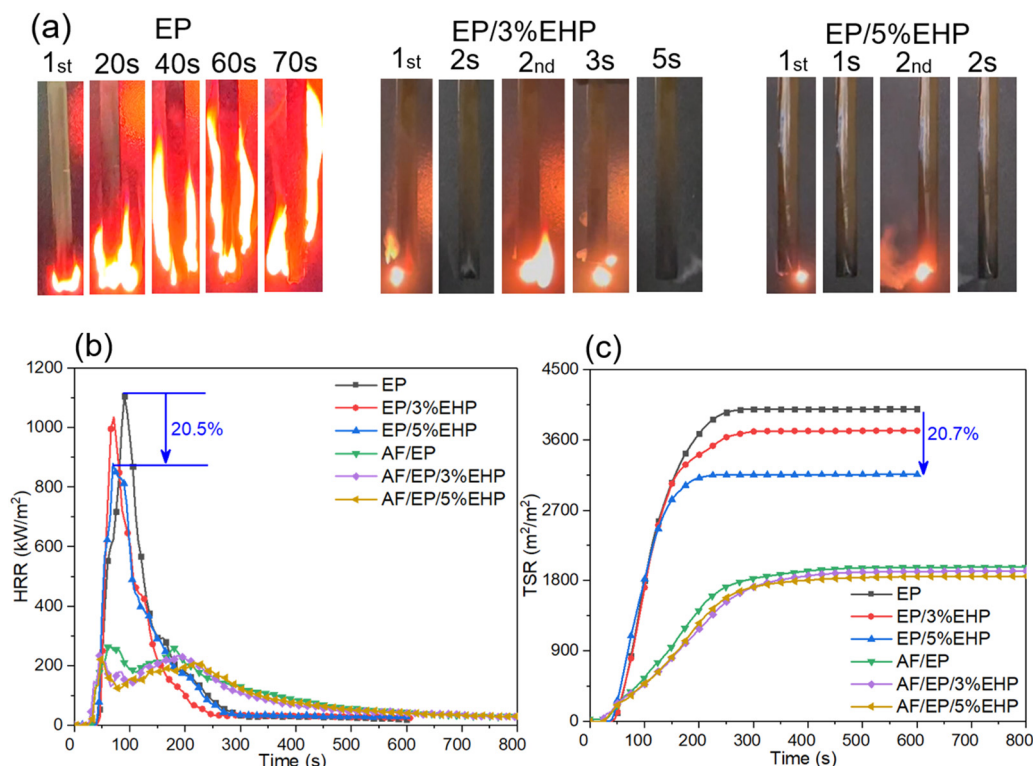 (a)
EP
EP/3%EHP
EP/5%EHP
1st 20s 40s 60s 70s
1st 2s 2nd 3s 5s
1st 1s 2nd 2s
(b)
1200
1000
800
600
400
200
0
HRR (kW/m²)
0 100 200 300 400 500 600 700 800
Time (s)
20.5%
EP
EP/3%EHP
EP/5%EHP
AF/EP
AF/EP/3%EHP
AF/EP/5%EHP
(c)
4500
3600
2700
1800
900
0
TSR (m²/m²)
0 100 200 300 400 500 600 700 800
Time (s)
20.7%
EP
EP/3%EHP
EP/5%EHP
AF/EP
AF/EP/3%EHP
AF/EP/5%EHP